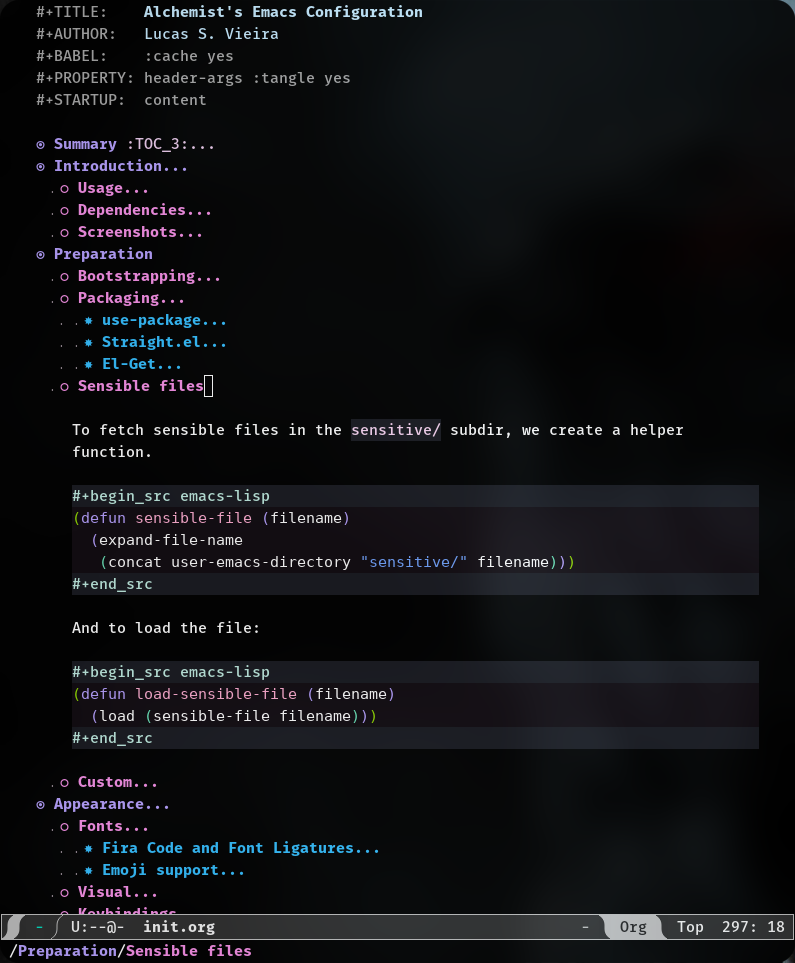 #+TITLE: Alchemist's Emacs Configuration
#+AUTHOR: Lucas S. Vieira
#+BABEL: :cache yes
#+PROPERTY: header-args :tangle yes
#+STARTUP: content
Summary :TOC_3:...
Introduction...
Usage...
Dependencies...
Screenshots...
Preparation
Bootstrapping...
Packaging...
use-package...
Straight.el...
El-Get...
Sensible files
To fetch sensible files in the sensitive/ subdir, we create a helper
function.
#+begin_src emacs-lisp
(defun sensible-file (filename)
(expand-file-name
(concat user-emacs-directory "sensitive/" filename)))
#+end_src
And to load the file:
#+begin_src emacs-lisp
(defun load-sensible-file (filename)
(load (sensible-file filename)))
#+end_src
Custom...
Appearance...
Fonts...
Fira Code and Font Ligatures...
Emoji support...
Visual...
Keybindings
- U:--@- init.org - Org Top 297: 18
/Preparation/Sensible files